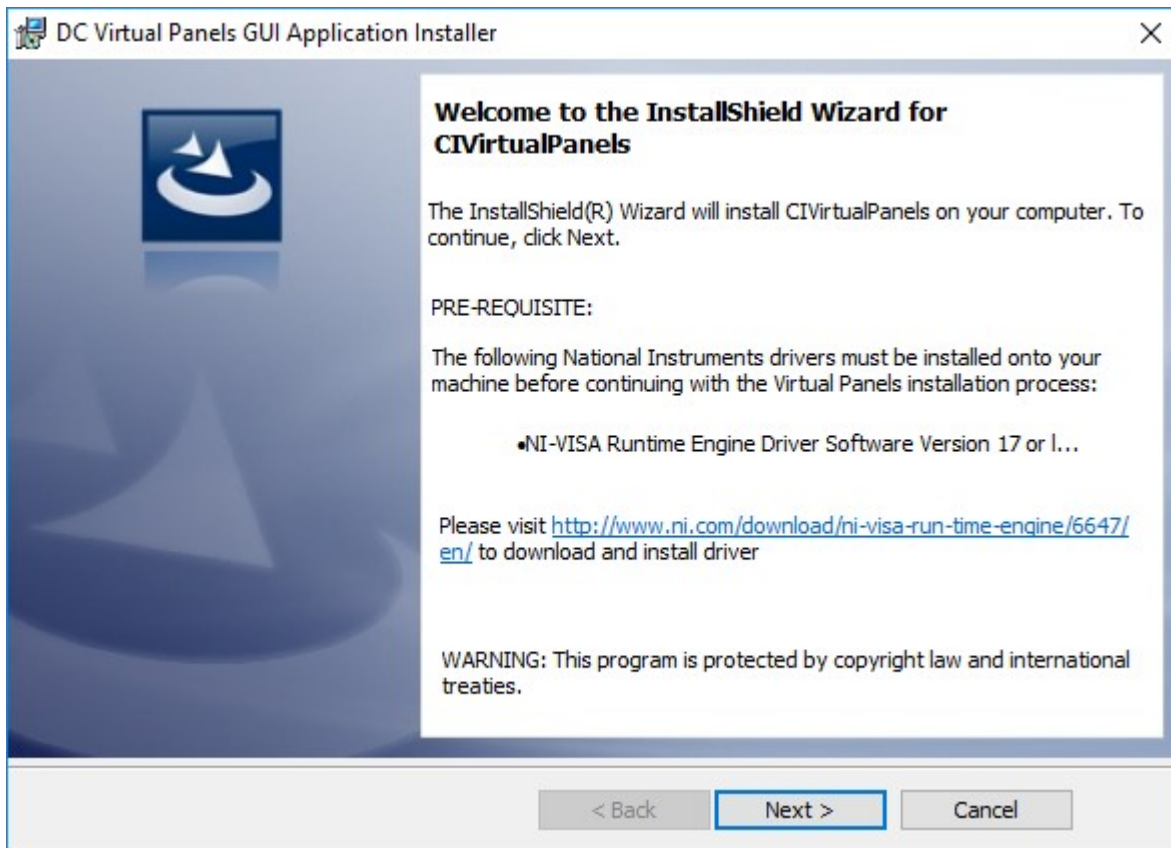 DC Virtual Panels GUI Application Installer
Welcome to the InstallShield Wizard for
CIVirtualPanels
The InstallShield(R) Wizard will install CIVirtualPanels on your computer. To
continue, click Next.
PRE-REQUISITE:
The following National Instruments drivers must be installed onto your
machine before continuing with the Virtual Panels installation process:
•NI-VISA Runtime Engine Driver Software Version 17 or l...
Please visit http://www.ni.com/download/ni-visa-run-time-engine/6647/
en/ to download and install driver
WARNING: This program is protected by copyright law and international
treaties.
< Back Next > Cancel